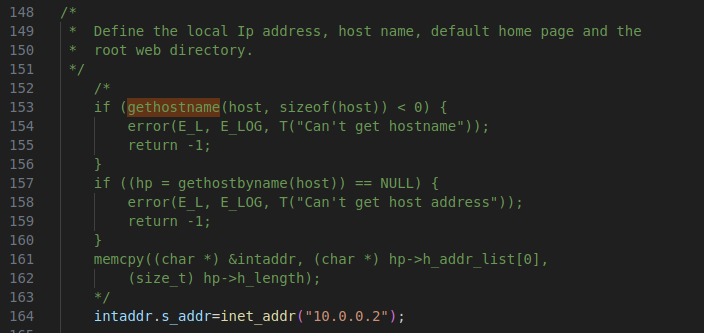 148 /*
149  *  Define the local Ip address, host name, default home page and the
150  *  root web directory.
151  */
152     /*
153     if (gethostname(host, sizeof(host)) < 0) {
154         error(E_L, E_LOG, T("Can't get hostname"));
155         return -1;
156     }
157     if ((hp = gethostbyname(host)) == NULL) {
158         error(E_L, E_LOG, T("Can't get host address"));
159         return -1;
160     }
161     memcpy((char *) &intaddr, (char *) hp->h_addr_list[0],
162         (size_t) hp->h_length);
163     */
164     intaddr.s_addr=inet_addr("10.0.0.2");